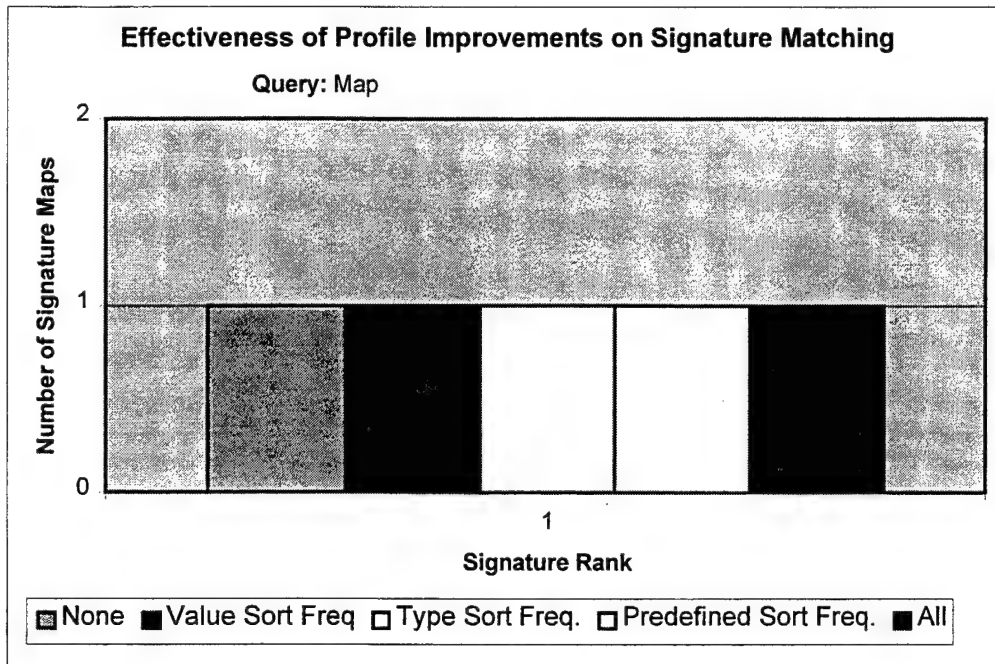 Effectiveness of Profile Improvements on Signature Matching
Query: Map
Number of Signature Maps
2
1
0
1
Signature Rank
None Value Sort Freq Type Sort Freq. Predefined Sort Freq. All